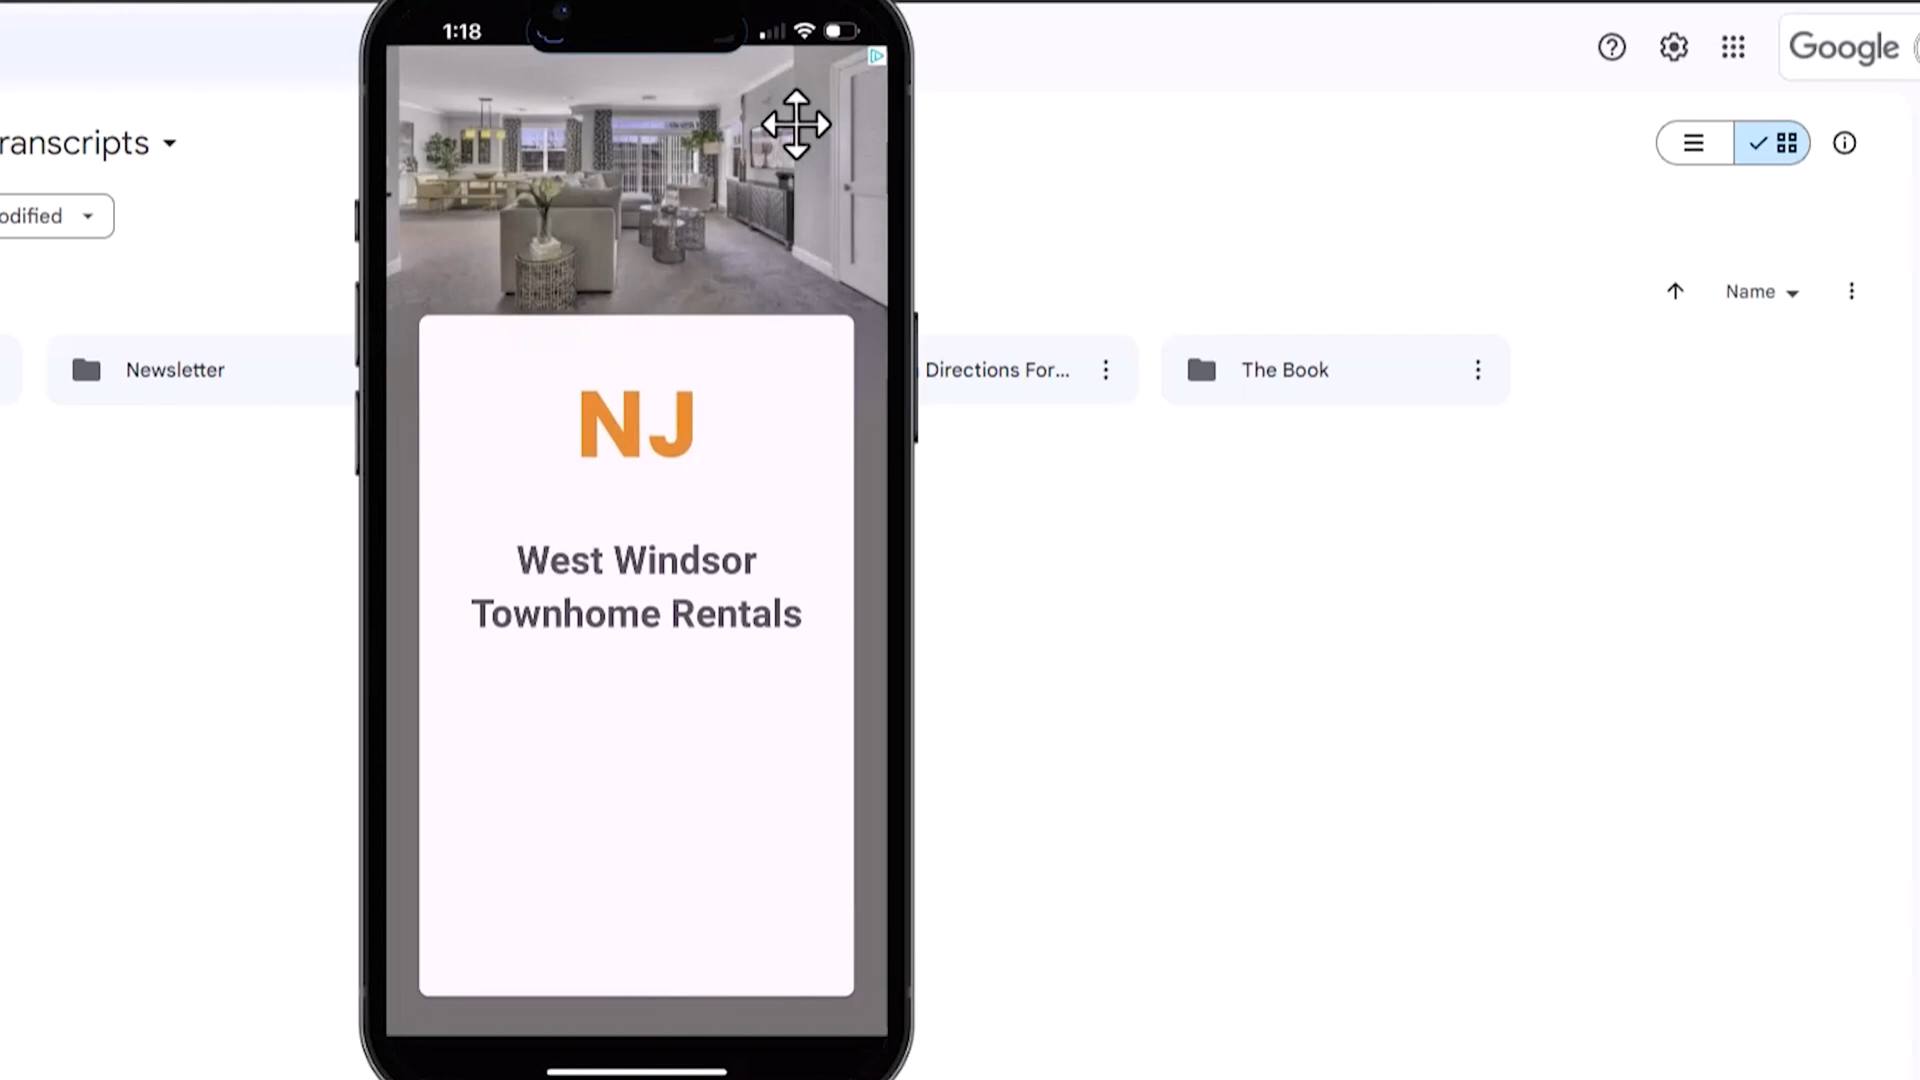 1:18
Google
ranscripts
odified
Name
Newsletter
Directions For...
The Book
NJ
West Windsor
Townhome Rentals